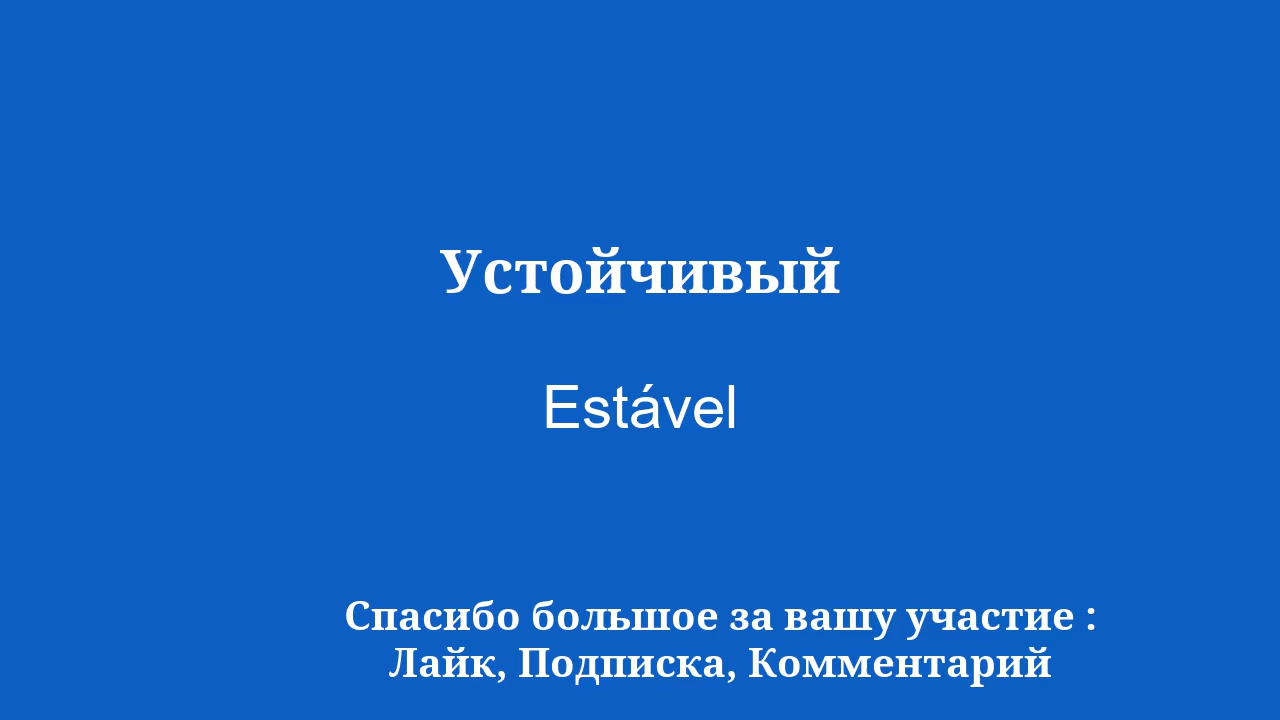 Устойчивый
Estável
Спасибо большое за вашу участие :
Лайк, Подписка, Комментарий